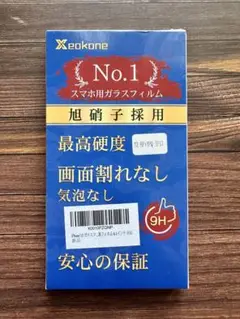 Xeokone
No.1
スマホ用ガラスフィルム
旭硝子採用
最高硬度
画面割れなし
気泡なし
9H
安心の保証